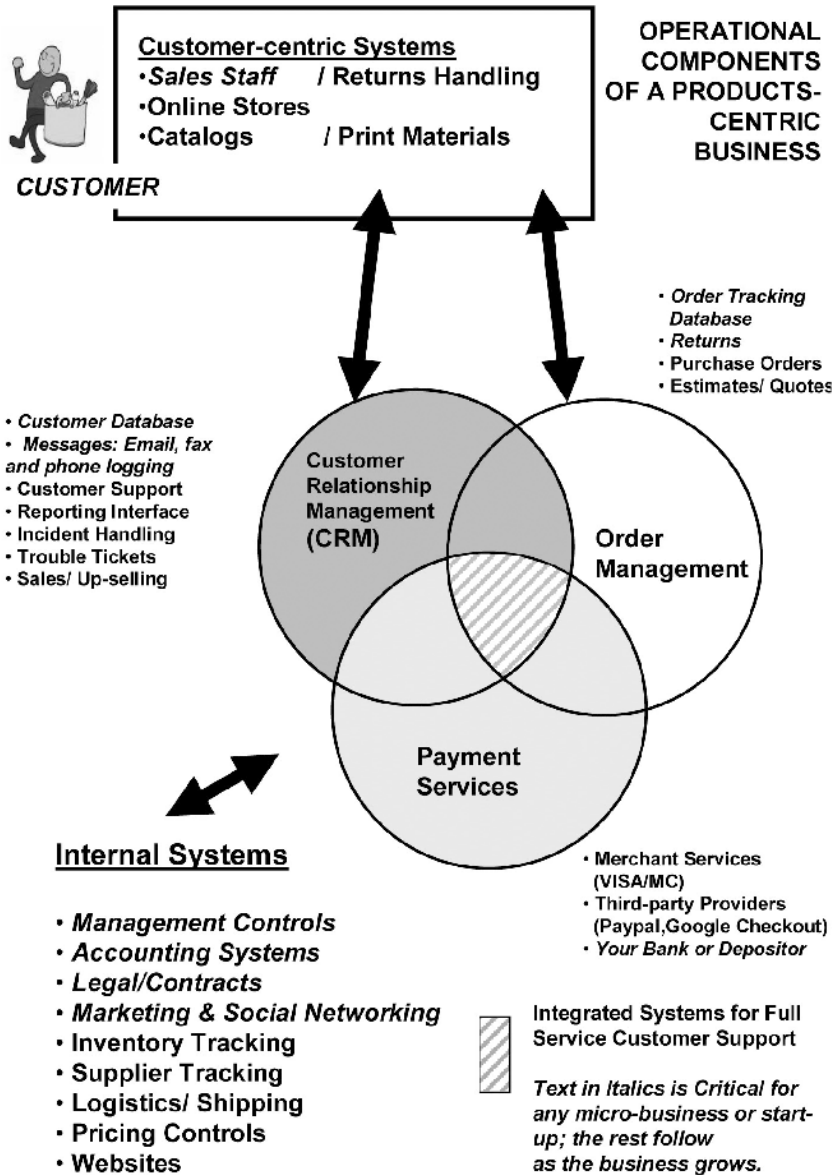 OPERATIONAL
COMPONENTS
OF A PRODUCTS-
CENTRIC
BUSINESS
Customer-centric Systems
•Sales Staff / Returns Handling
•Online Stores
•Catalogs / Print Materials
CUSTOMER
• Order Tracking
Database
• Returns
• Purchase Orders
• Estimates/ Quotes
• Customer Database
• Messages: Email, fax
and phone logging
• Customer Support
• Reporting Interface
• Incident Handling
• Trouble Tickets
• Sales/ Up-selling
Customer
Relationship
Management
(CRM)
Order
Management
Payment
Services
Internal Systems
• Management Controls
• Accounting Systems
• Legal/Contracts
• Marketing & Social Networking
• Inventory Tracking
• Supplier Tracking
• Logistics/ Shipping
• Pricing Controls
• Websites
• Merchant Services
(VISA/MC)
• Third-party Providers
(Paypal,Google Checkout)
• Your Bank or Depositor
Integrated Systems for Full
Service Customer Support
Text in Italics is Critical for
any micro-business or start-
up; the rest follow
as the business grows.